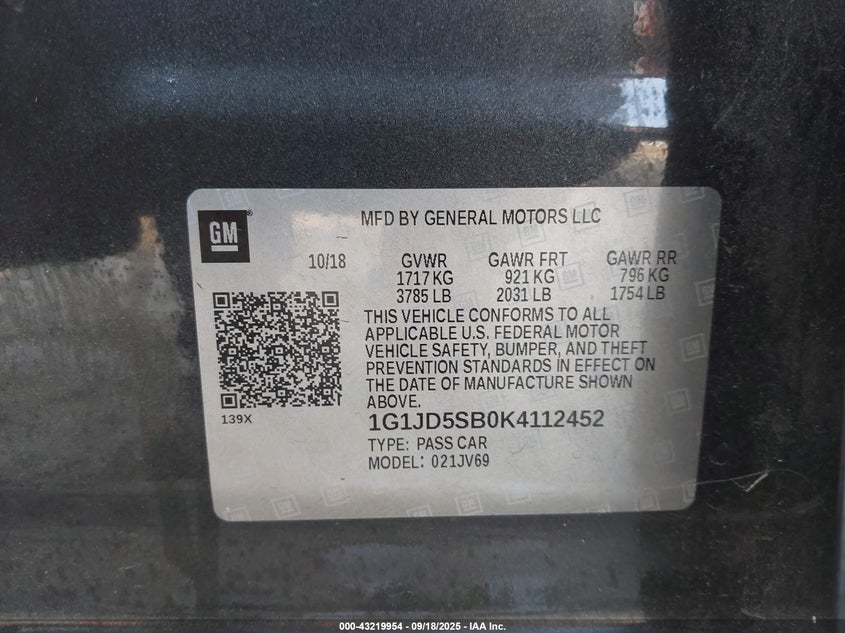 GM
MFD BY GENERAL MOTORS LLC
10/18 GVWR GAWR FRT GAWR RR
1717 KG 921 KG 796 KG
3785 LB 2031 LB 1754 LB
THIS VEHICLE CONFORMS TO ALL
APPLICABLE U.S. FEDERAL MOTOR
VEHICLE SAFETY, BUMPER, AND THEFT
PREVENTION STANDARDS IN EFFECT ON
THE DATE OF MANUFACTURE SHOWN
ABOVE.
139X
1G1JD5SB0K4112452
TYPE: PASS CAR
MODEL: 021JV69
000-43219954 - 09/18/2025 - IAA Inc.